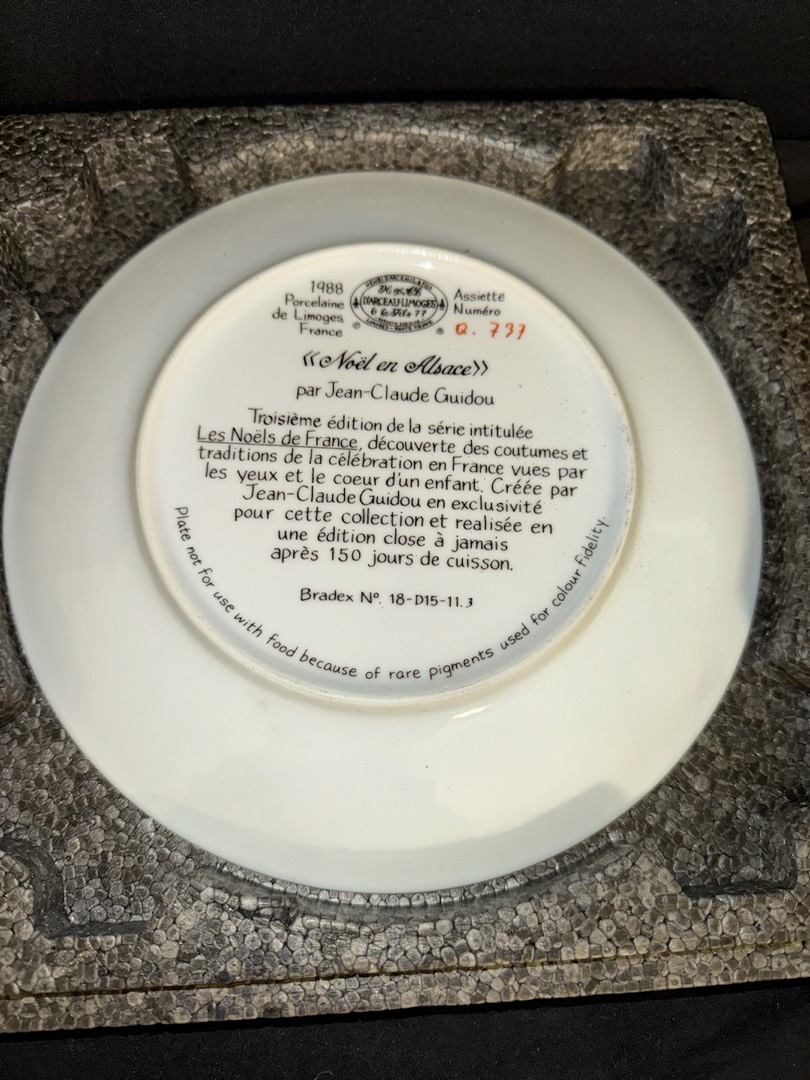 1988
Porcelaine
de Limoges
France
D'ARCEAU-LIMOGES
Assiette
Numéro
Q. 737
«Noël en Alsace»
par Jean-Claude Guidou
Troisième édition de la série intitulée
Les Noëls de France, découverte des coutumes et
traditions de la célébration en France vues par
les yeux et le coeur d'un enfant. Créée par
Jean-Claude Guidou en exclusivité
pour cette collection et realisée en
une édition close à jamais
après 150 jours de cuisson.
Bradex Nº. 18-D15-11.3
Plate not for use with food because of rare pigments used for colour fidelity.